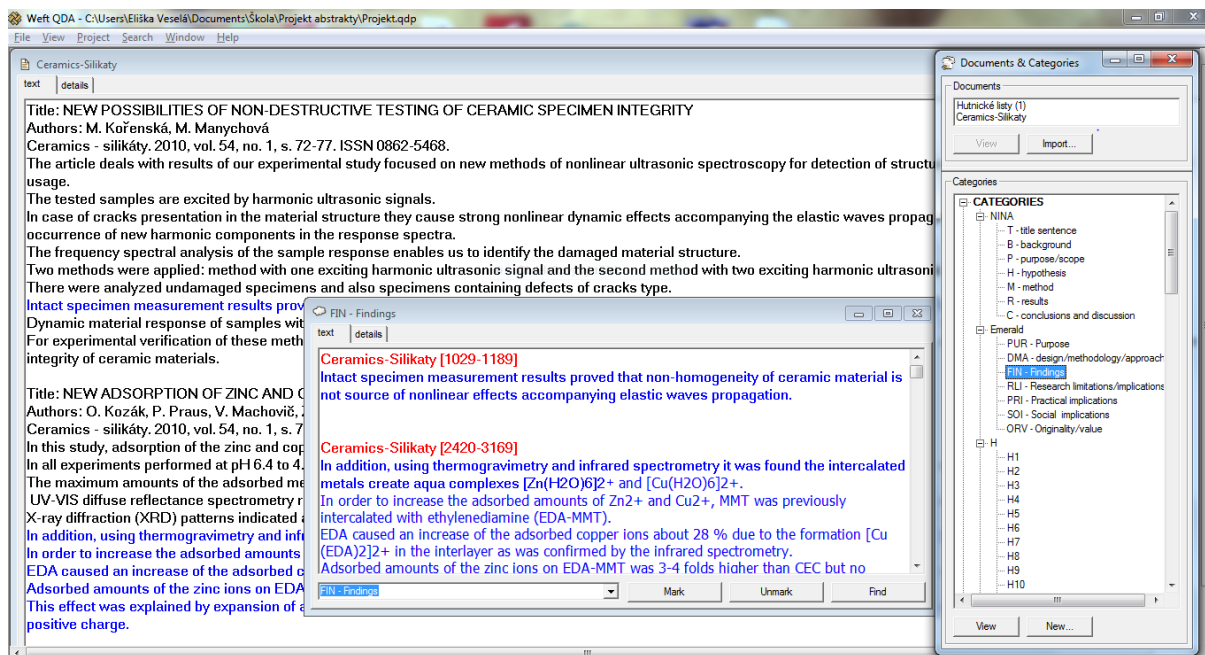 Weft QDA - C:\Users\Eliška Veselá\Documents\Škola\Projekt abstrakty\Projekt.qdp
File View Project Search Window Help
Ceramics-Silikaty
text details
Title: NEW POSSIBILITIES OF NON-DESTRUCTIVE TESTING OF CERAMIC SPECIMEN INTEGRITY
Authors: M. Kořenská, M. Manychová
Ceramics - silikáty. 2010, vol. 54, no. 1, s. 72-77. ISSN 0862-5468.
The article deals with results of our experimental study focused on new methods of nonlinear ultrasonic spectroscopy for detection of structu
usage.
The tested samples are excited by harmonic ultrasonic signals.
In case of cracks presentation in the material structure they cause strong nonlinear dynamic effects accompanying the elastic waves propag
occurrence of new harmonic components in the response spectra.
The frequency spectral analysis of the sample response enables us to identify the damaged material structure.
Two methods were applied: method with one exciting harmonic ultrasonic signal and the second method with two exciting harmonic ultrasoni
There were analyzed undamaged specimens and also specimens containing defects of cracks type.
Intact specimen measurement results prov
Dynamic material response of samples wit
For experimental verification of these meth
integrity of ceramic materials.
Title: NEW ADSORPTION OF ZINC AND C
Authors: O. Kozák, P. Praus, V. Machovič,
Ceramics - silikáty. 2010, vol. 54, no. 1, s. 7
In this study, adsorption of the zinc and cop
In all experiments performed at pH 6.4 to 4.
The maximum amounts of the adsorbed me
UV-VIS diffuse reflectance spectrometry r
X-ray diffraction (XRD) patterns indicated
In addition, using thermogravimetry and infr
In order to increase the adsorbed amounts
EDA caused an increase of the adsorbed c
Adsorbed amounts of the zinc ions on EDA
This effect was explained by expansion of a
positive charge.
FIN - Findings
text details
Ceramics-Silikaty [1029-1189]
Intact specimen measurement results proved that non-homogeneity of ceramic material is
not source of nonlinear effects accompanying elastic waves propagation.
Ceramics-Silikaty [2420-3169]
In addition, using thermogravimetry and infrared spectrometry it was found the intercalated
metals create aqua complexes [Zn(H2O)6]2+ and [Cu(H2O)6]2+.
In order to increase the adsorbed amounts of Zn2+ and Cu2+, MMT was previously
intercalated with ethylenediamine (EDA-MMT).
EDA caused an increase of the adsorbed copper ions about 28 % due to the formation [Cu
(EDA)2]2+ in the interlayer as was confirmed by the infrared spectrometry.
Adsorbed amounts of the zinc ions on EDA-MMT was 3-4 folds higher than CEC but no
FIN - Findings Mark Unmark Find
Documents & Categories
Documents
Hutnické listy (1)
Ceramics-Silikaty
View Import...
Categories
CATEGORIES
NINA
T - title sentence
B - background
P - purpose/scope
H - hypothesis
M - method
R - results
C - conclusions and discussion
Emerald
PUR - Purpose
DMA - design/methodology/approach
FIN - Findings
RLI - Research limitations/implications
PRI - Practical implications
SOI - Social implications
ORV - Originality/value
H
H1
H2
H3
H4
H5
H6
H7
H8
H9
H10
View New...